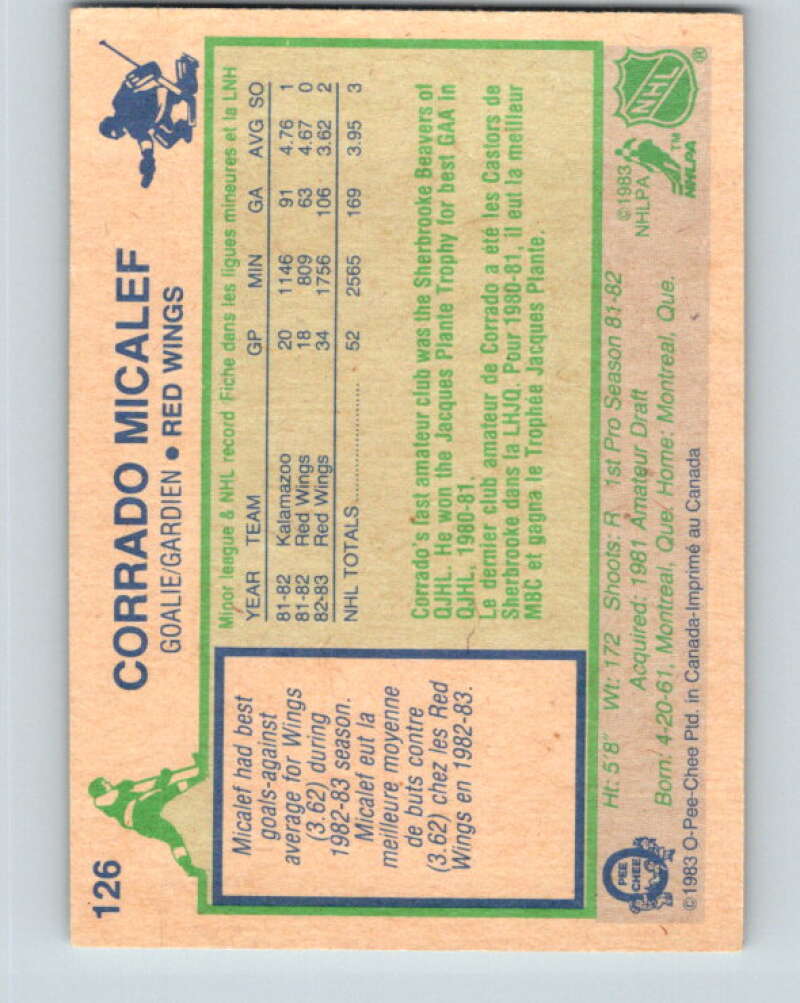 126
CORRADO MICALEF
GOALIE/GARDIEN • RED WINGS
Micalef had best
goals-against
average for Wings
(3.62) during
1982-83 season.
Micalef eut la
meilleure moyenne
de buts contre
(3.62) chez les Red
Wings en 1982-83.
Minor league & NHL record Fiche dans les ligues mineures et la LNH
YEAR TEAM GP MIN GA AVG SO
81-82 Kalamazoo 20 1146 91 4.76 1
81-82 Red Wings 18 809 63 4.67 0
82-83 Red Wings 34 1756 106 3.62 2
NHL TOTALS 52 2565 169 3.95 3
Corrado's last amateur club was the Sherbrooke Beavers of
QJHL. He won the Jacques Plante Trophy for best GAA in
QJHL, 1980-81.
Le dernier club amateur de Corrado a été les Castors de
Sherbrooke dans la LHJQ. Pour 1980-81, il eut la meilleur
MBC et gagna le Trophée Jacques Plante.
Ht: 5'8" Wt: 172 Shoots: R 1st Pro Season 81-82
Acquired: 1981 Amateur Draft
Born: 4-20-61, Montreal, Que. Home: Montreal, Que.
©1983 O-Pee-Chee Ptd. in Canada-Imprimé au Canada
O
PEE
CHEE
©1983
NHLPA
NHLPA
TM
NHL
®